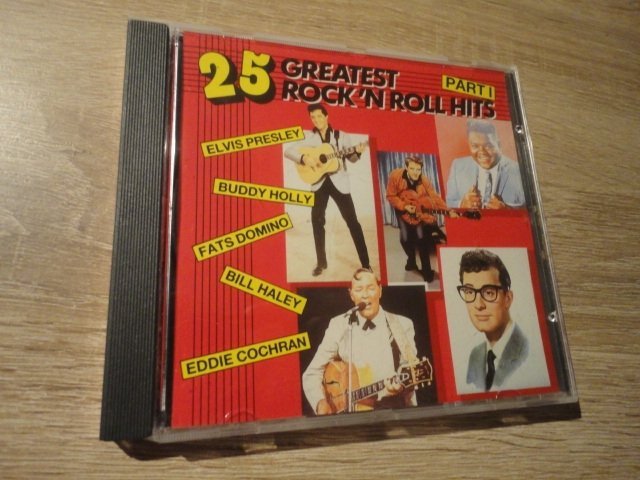 25 GREATEST
ROCK 'N ROLL HITS
PART I
ELVIS PRESLEY
BUDDY HOLLY
FATS DOMINO
BILL HALEY
EDDIE COCHRAN